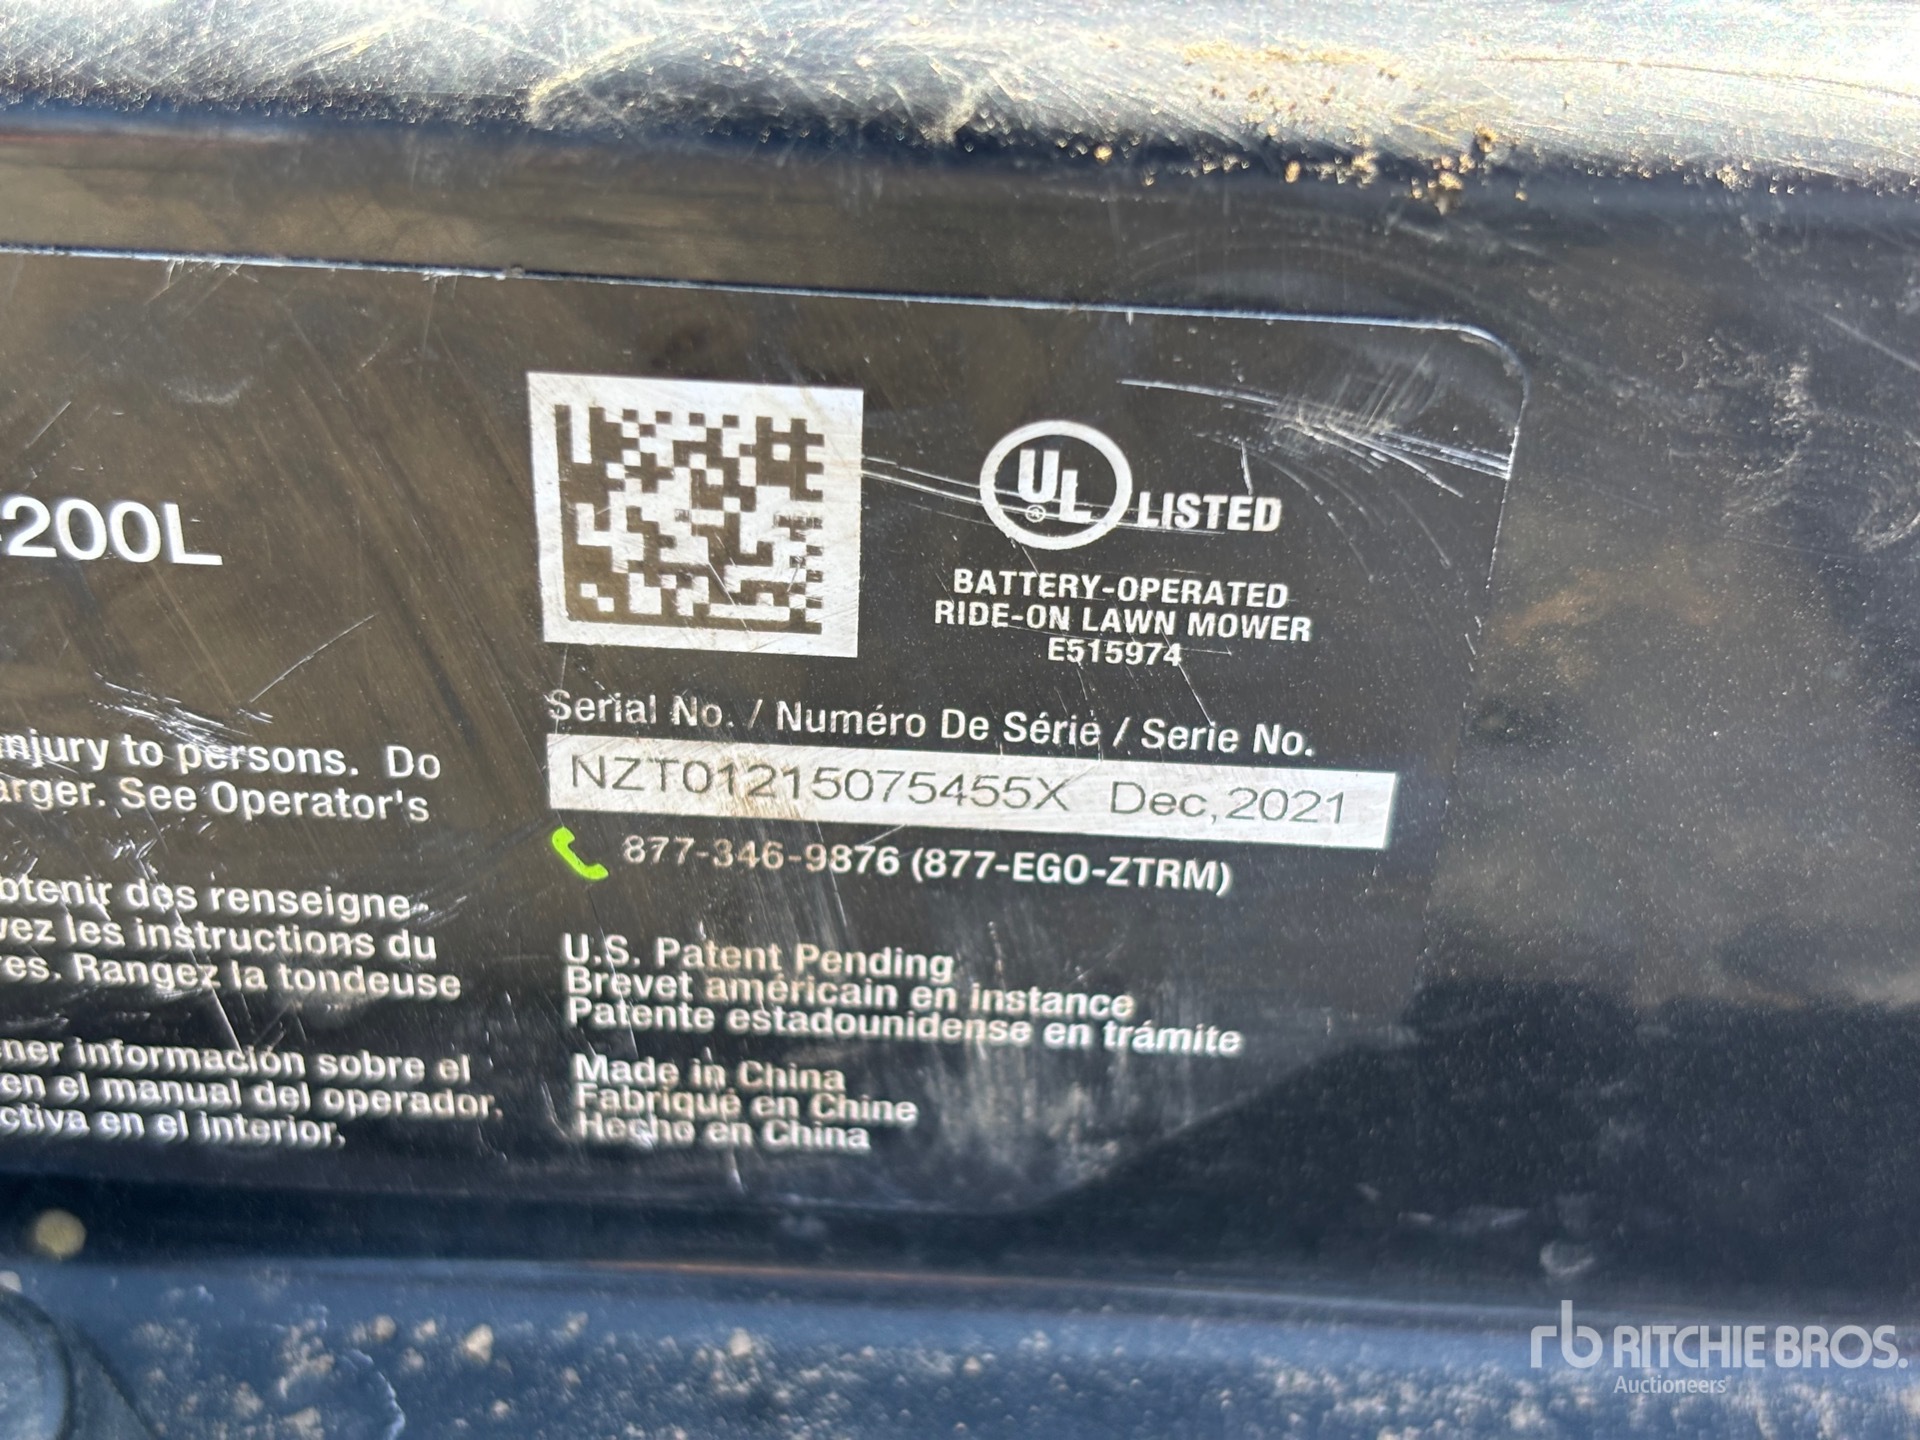 200L
UL LISTED
BATTERY-OPERATED
RIDE-ON LAWN MOWER
E515974
Serial No. / Numéro De Série / Serie No.
NZT01215075455X Dec,2021
877-346-9876 (877-EGO-ZTRM)
njury to persons. Do
arger. See Operator's
btenir des renseigne-
vez les instructions du
es. Rangez la tondeuse
ner información sobre el
en el manual del operador.
ctiva en el interior.
U.S. Patent Pending
Brevet américain en instance
Patente estadounidense en trámite
Made in China
Fabriqué en Chine
Hecho en China
rb RITCHIE BROS.
Auctioneers